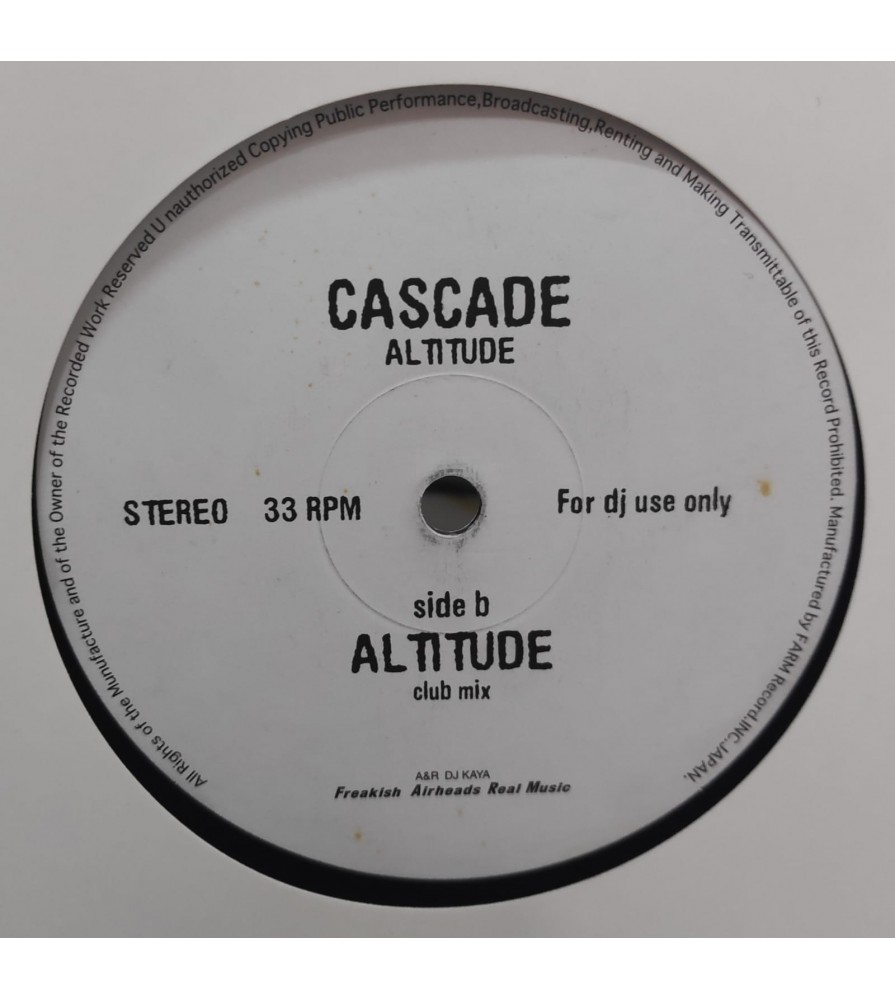 All Rights of the Munufacture and of the Owner of the Recorded Work Reserved U nauthorized Copying Public Performance,Broadcasting,Renting and Making Transmittable of this Record Prohibited. Manufactured by FARM Record.INC.JAPAN.
CASCADE
ALTITUDE
STEREO 33 RPM For dj use only
side b
ALTITUDE
club mix
A&R DJ KAYA
Freakish Airheads Real Music